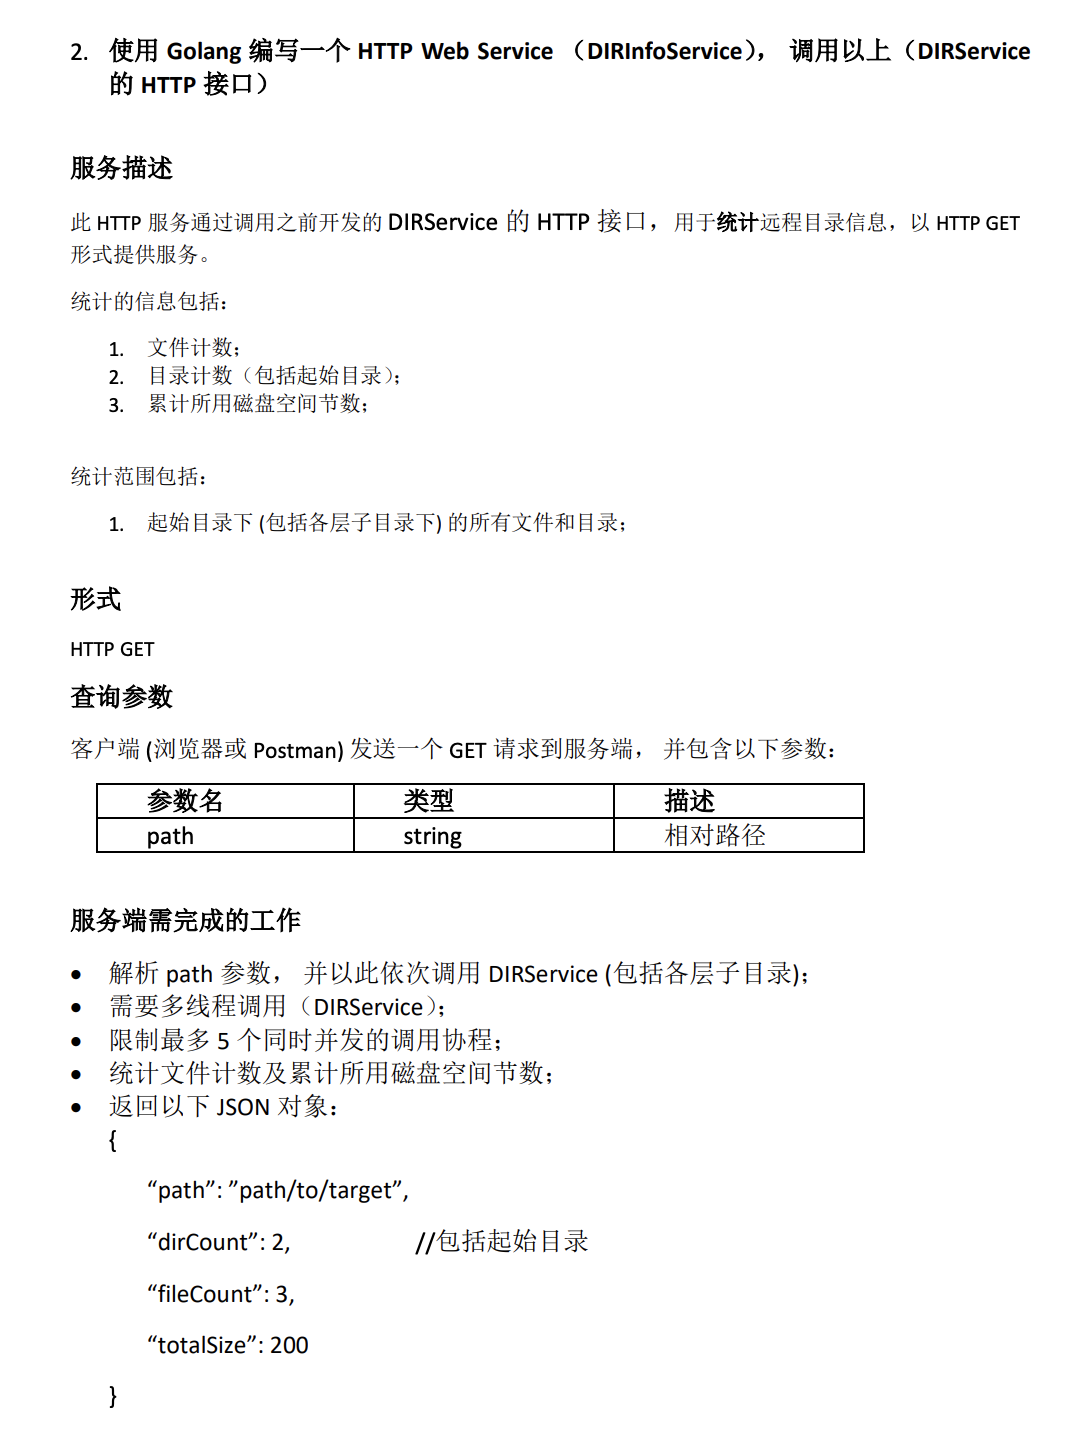 2. 使用 Golang 编写一个 HTTP Web Service （DIRInfoService）， 调用以上（DIRService
的 HTTP 接口）
服务描述
此 HTTP 服务通过调用之前开发的 DIRService 的 HTTP 接口，用于统计远程目录信息，以 HTTP GET
形式提供服务。
统计的信息包括：
1. 文件计数；
2. 目录计数（包括起始目录）；
3. 累计所用磁盘空间节数；
统计范围包括：
1. 起始目录下 (包括各层子目录下) 的所有文件和目录；
形式
HTTP GET
查询参数
客户端 (浏览器或 Postman) 发送一个 GET 请求到服务端， 并包含以下参数：
参数名 类型 描述
path string 相对路径
服务端需完成的工作
• 解析 path 参数， 并以此依次调用 DIRService (包括各层子目录)；
• 需要多线程调用（DIRService）；
• 限制最多 5 个同时并发的调用协程；
• 统计文件计数及累计所用磁盘空间节数；
• 返回以下 JSON 对象：
{
“path”: ”path/to/target”,
“dirCount”: 2, //包括起始目录
“fileCount”: 3,
“totalSize”: 200
}